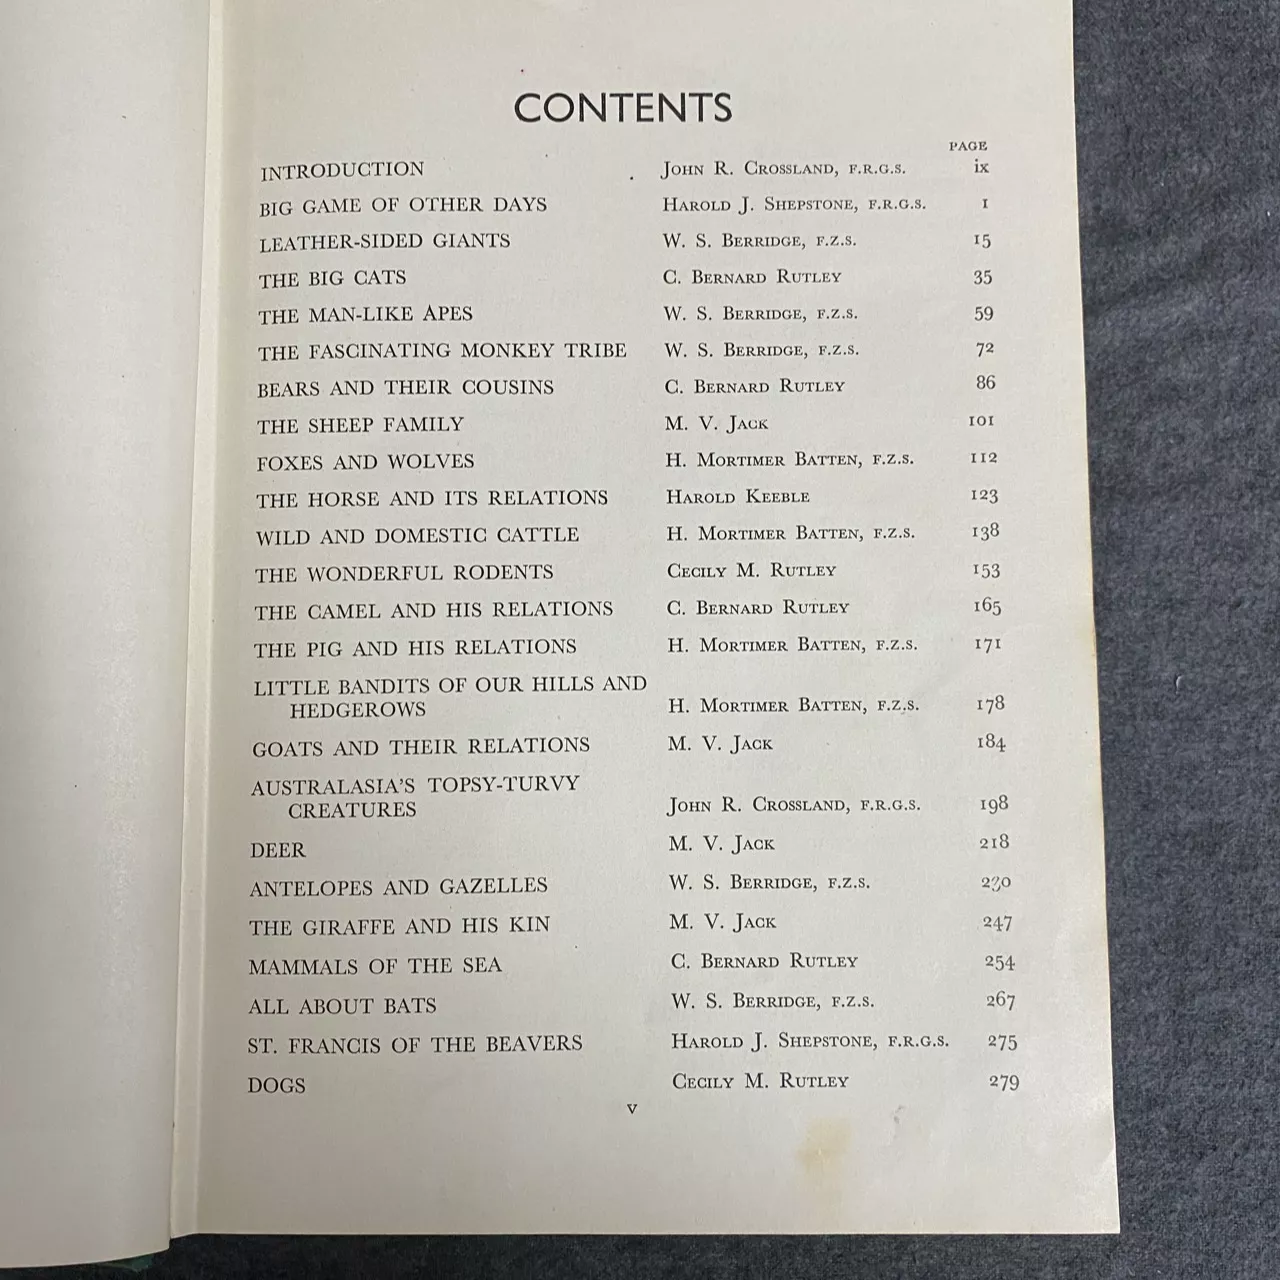 CONTENTS
PAGE
INTRODUCTION . JOHN R. CROSSLAND, F.R.G.S. ix
BIG GAME OF OTHER DAYS HAROLD J. SHEPSTONE, F.R.G.S. 1
LEATHER-SIDED GIANTS W. S. BERRIDGE, F.Z.S. 15
THE BIG CATS C. BERNARD RUTLEY 35
THE MAN-LIKE APES W. S. BERRIDGE, F.Z.S. 59
THE FASCINATING MONKEY TRIBE W. S. BERRIDGE, F.Z.S. 72
BEARS AND THEIR COUSINS C. BERNARD RUTLEY 86
THE SHEEP FAMILY M. V. JACK 101
FOXES AND WOLVES H. MORTIMER BATTEN, F.Z.S. 112
THE HORSE AND ITS RELATIONS HAROLD KEEBLE 123
WILD AND DOMESTIC CATTLE H. MORTIMER BATTEN, F.Z.S. 138
THE WONDERFUL RODENTS CECILY M. RUTLEY 153
THE CAMEL AND HIS RELATIONS C. BERNARD RUTLEY 165
THE PIG AND HIS RELATIONS H. MORTIMER BATTEN, F.Z.S. 171
LITTLE BANDITS OF OUR HILLS AND
HEDGEROWS H. MORTIMER BATTEN, F.Z.S. 178
GOATS AND THEIR RELATIONS M. V. JACK 184
AUSTRALASIA'S TOPSY-TURVY
CREATURES JOHN R. CROSSLAND, F.R.G.S. 198
DEER M. V. JACK 218
ANTELOPES AND GAZELLES W. S. BERRIDGE, F.Z.S. 230
THE GIRAFFE AND HIS KIN M. V. JACK 247
MAMMALS OF THE SEA C. BERNARD RUTLEY 254
ALL ABOUT BATS W. S. BERRIDGE, F.Z.S. 267
ST. FRANCIS OF THE BEAVERS HAROLD J. SHEPSTONE, F.R.G.S. 275
DOGS CECILY M. RUTLEY 279
v